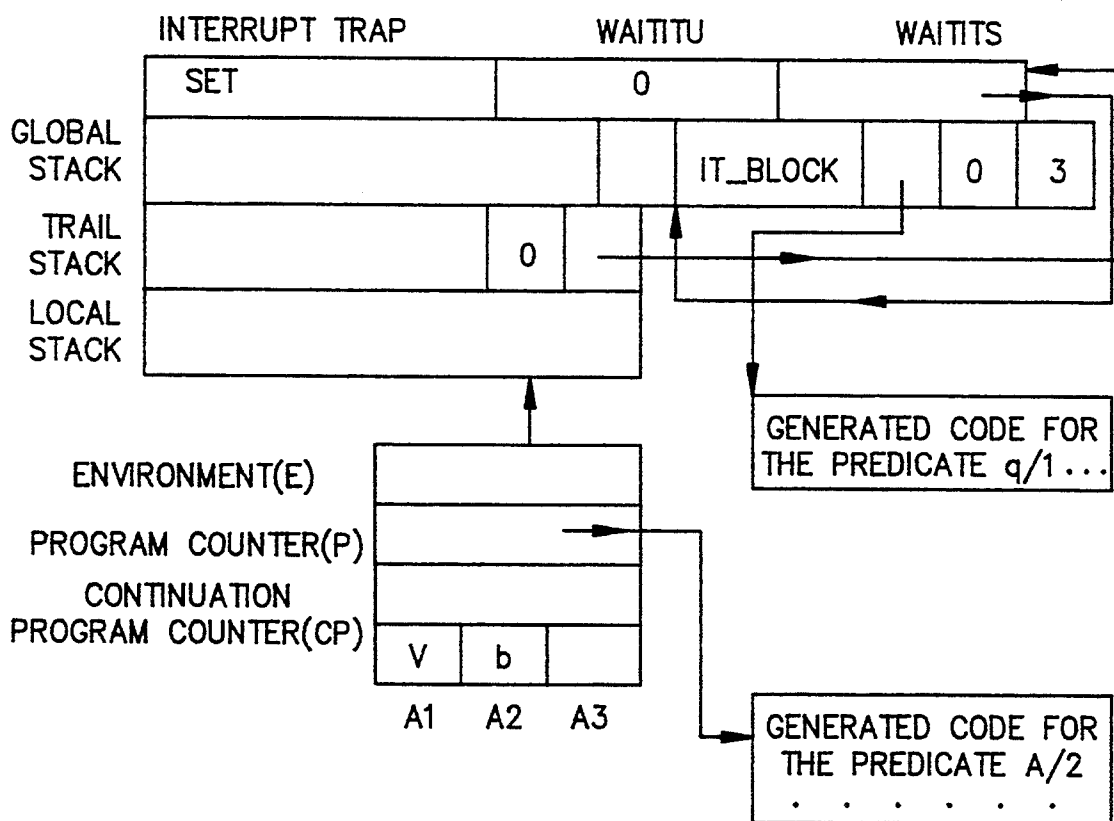 INTERRUPT TRAP WAITITU WAITITS
SET 0
GLOBAL
STACK
IT_BLOCK 0 3
TRAIL
STACK
0
LOCAL
STACK
GENERATED CODE FOR
THE PREDICATE q/1 ...
ENVIRONMENT(E)
PROGRAM COUNTER(P)
CONTINUATION
PROGRAM COUNTER(CP)
V b
A1 A2 A3
GENERATED CODE FOR
THE PREDICATE A/2
. . . . . .